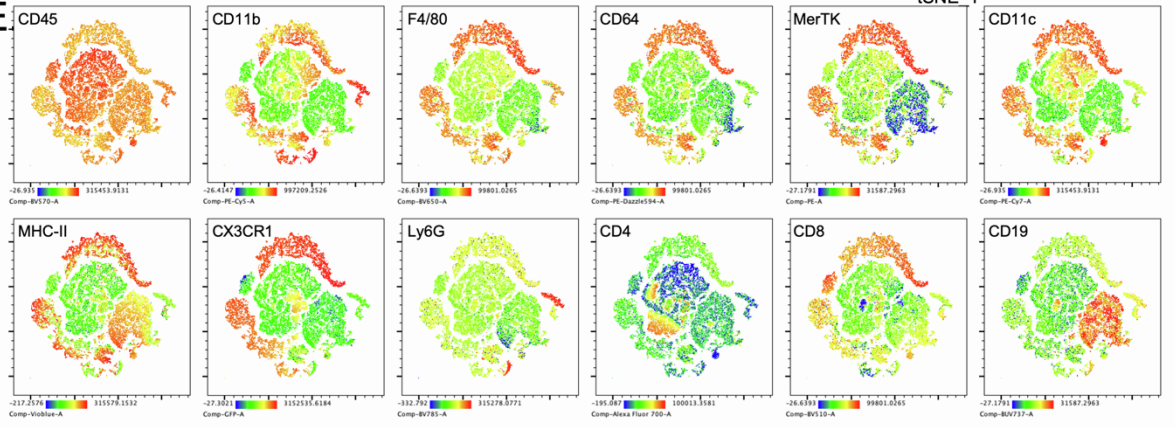 CD45
CD11b
F4/80
CD64
MerTK
CD11c
-26.935 315453.9131
-26.4147 997209.2526
-26.6393 99801.0265
-26.6393 99801.0265
-27.1791 31587.2963
-26.935 315453.9131
Comp-BV570-A
Comp-PE-Cy5-A
Comp-BV650-A
Comp-PE-Dazzle594-A
Comp-PE-A
Comp-PE-Cy7-A
MHC-II
CX3CR1
Ly6G
CD4
CD8
CD19
-217.2576 315579.1532
-27.3021 3152535.6184
-332.792 315278.0771
-195.087 100013.3581
-26.6393 99801.0265
-27.1791 31587.2963
Comp-Vioblue-A
Comp-GFP-A
Comp-BV785-A
Comp-Alexa Fluor 700-A
Comp-BV510-A
Comp-BUV737-A